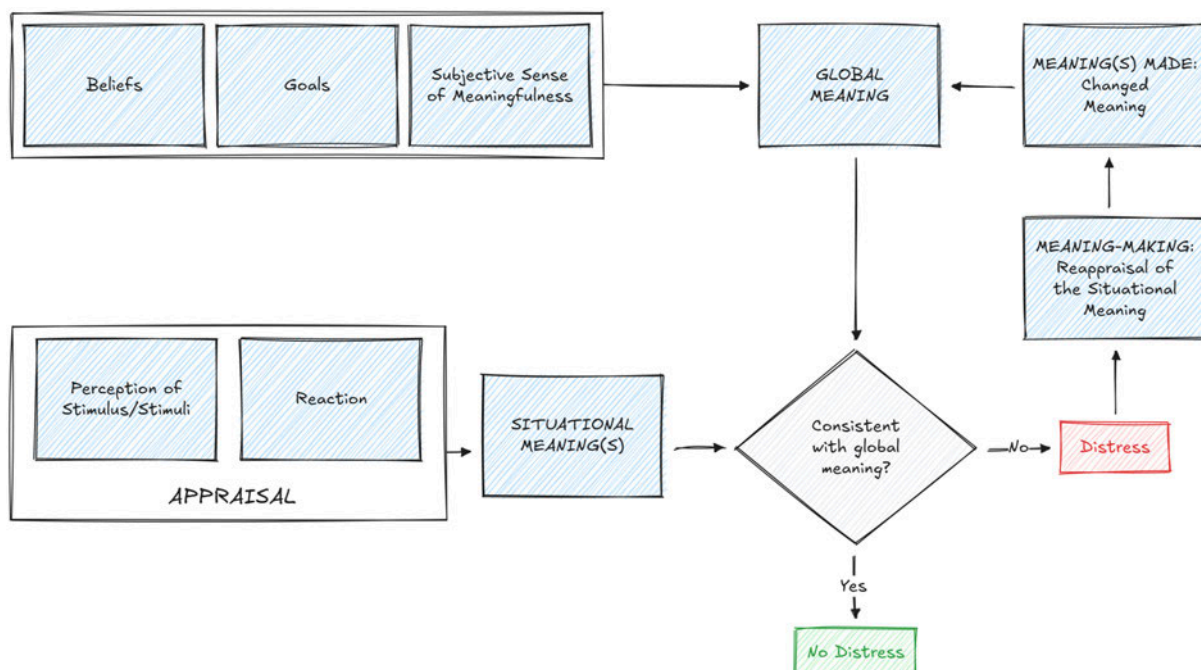 Beliefs
Goals
Subjective Sense
of Meaningfulness
GLOBAL
MEANING
MEANING(S) MADE:
Changed
Meaning
MEANING-MAKING:
Reappraisal of
the Situational
Meaning
Perception of
Stimulus/Stimuli
Reaction
APPRAISAL
SITUATIONAL
MEANING(S)
Consistent
with global
meaning?
No
Distress
Yes
No Distress